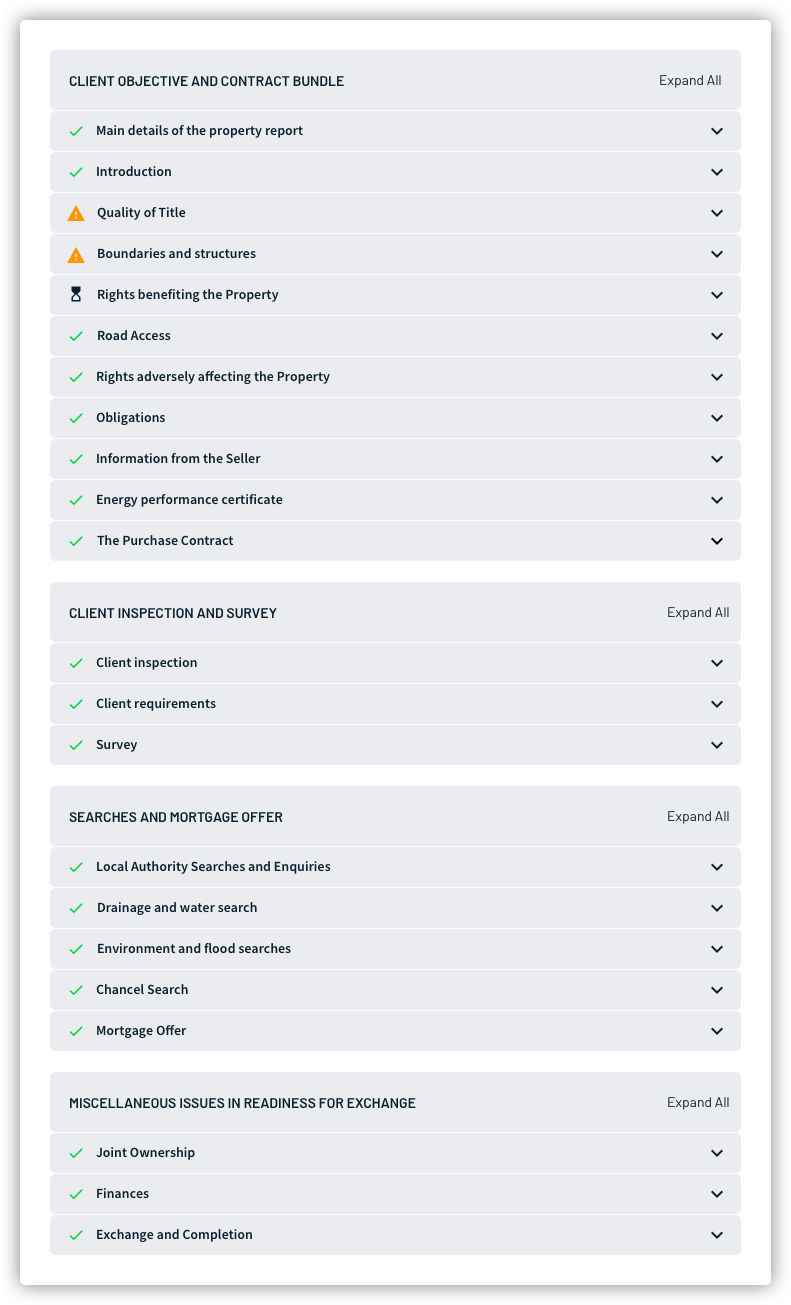 CLIENT OBJECTIVE AND CONTRACT BUNDLE Expand All
Main details of the property report
Introduction
Quality of Title
Boundaries and structures
Rights benefiting the Property
Road Access
Rights adversely affecting the Property
Obligations
Information from the Seller
Energy performance certificate
The Purchase Contract
CLIENT INSPECTION AND SURVEY Expand All
Client inspection
Client requirements
Survey
SEARCHES AND MORTGAGE OFFER Expand All
Local Authority Searches and Enquiries
Drainage and water search
Environment and flood searches
Chancel Search
Mortgage Offer
MISCELLANEOUS ISSUES IN READINESS FOR EXCHANGE Expand All
Joint Ownership
Finances
Exchange and Completion